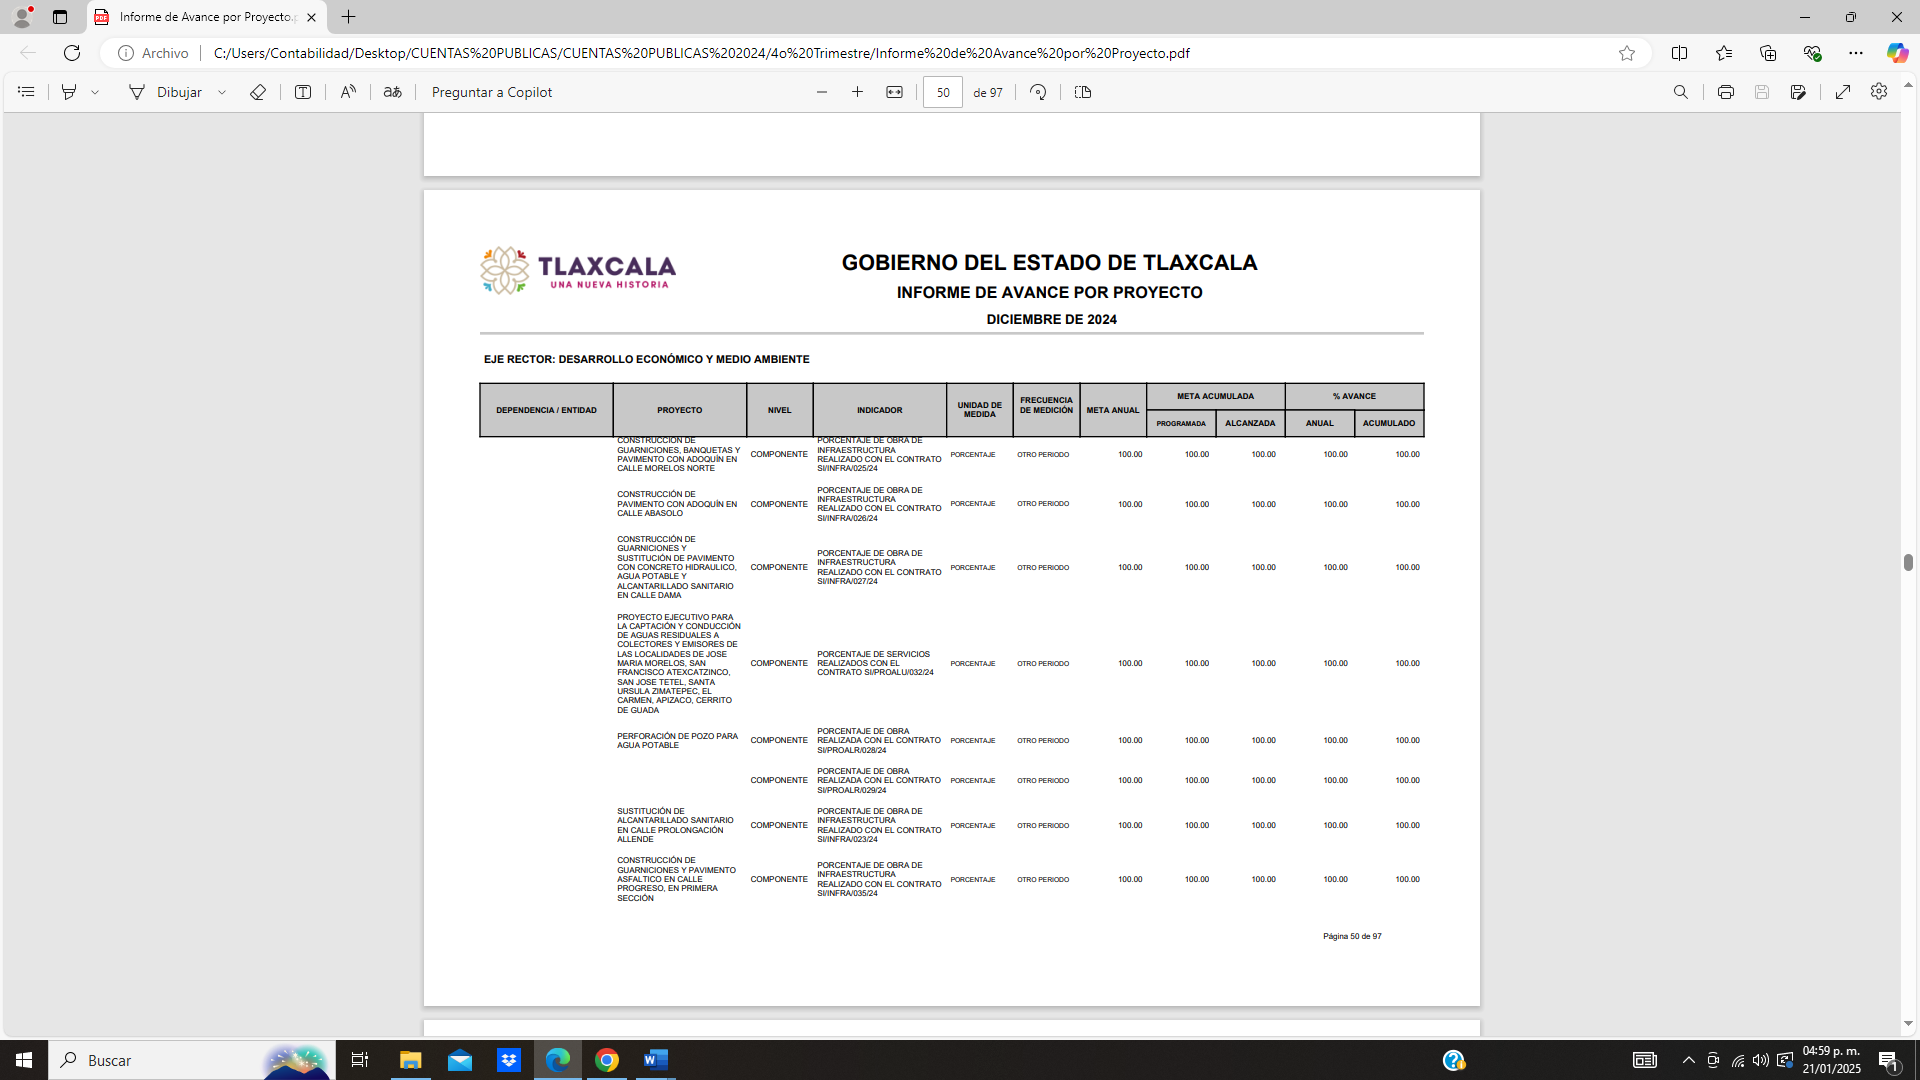 Informe de Avance por Proyecto.p
Archivo
C:/Users/Contabilidad/Desktop/CUENTAS%20PUBLICAS/CUENTAS%20PUBLICAS%202024/4o%20Trimestre/Informe%20de%20Avance%20por%20Proyecto.pdf
Dibujar
Preguntar a Copilot
50 de 97
TLAXCALA
UNA NUEVA HISTORIA
GOBIERNO DEL ESTADO DE TLAXCALA
INFORME DE AVANCE POR PROYECTO
DICIEMBRE DE 2024
EJE RECTOR: DESARROLLO ECONÓMICO Y MEDIO AMBIENTE
DEPENDENCIA / ENTIDAD
PROYECTO
NIVEL
INDICADOR
UNIDAD DE
MEDIDA
FRECUENCIA
DE MEDICIÓN
META ANUAL
META ACUMULADA
PROGRAMADA
ALCANZADA
% AVANCE
ANUAL
ACUMULADO
CONSTRUCCIÓN DE
GUARNICIONES, BANQUETAS Y
PAVIMENTO CON ADOQUÍN EN
CALLE MORELOS NORTE
COMPONENTE
PORCENTAJE DE OBRA DE
INFRAESTRUCTURA
REALIZADO CON EL CONTRATO
SI/INFRA/025/24
PORCENTAJE
OTRO PERIODO
100.00 100.00 100.00 100.00 100.00
CONSTRUCCIÓN DE
PAVIMENTO CON ADOQUÍN EN
CALLE ABASOLO
COMPONENTE
PORCENTAJE DE OBRA DE
INFRAESTRUCTURA
REALIZADO CON EL CONTRATO
SI/INFRA/026/24
PORCENTAJE
OTRO PERIODO
100.00 100.00 100.00 100.00 100.00
CONSTRUCCIÓN DE
GUARNICIONES Y
SUSTITUCIÓN DE PAVIMENTO
CON CONCRETO HIDRAULICO,
AGUA POTABLE Y
ALCANTARILLADO SANITARIO
EN CALLE DAMA
COMPONENTE
PORCENTAJE DE OBRA DE
INFRAESTRUCTURA
REALIZADO CON EL CONTRATO
SI/INFRA/027/24
PORCENTAJE
OTRO PERIODO
100.00 100.00 100.00 100.00 100.00
PROYECTO EJECUTIVO PARA
LA CAPTACIÓN Y CONDUCCIÓN
DE AGUAS RESIDUALES A
COLECTORES Y EMISORES DE
LAS LOCALIDADES DE JOSE
MARIA MORELOS, SAN
FRANCISCO ATEXCATZINCO,
SAN JOSE TETEL, SANTA
URSULA ZIMATEPEC, EL
CARMEN, APIZACO, CERRITO
DE GUADA
COMPONENTE
PORCENTAJE DE SERVICIOS
REALIZADOS CON EL
CONTRATO SI/PROALU/032/24
PORCENTAJE
OTRO PERIODO
100.00 100.00 100.00 100.00 100.00
PERFORACIÓN DE POZO PARA
AGUA POTABLE
COMPONENTE
PORCENTAJE DE OBRA
REALIZADA CON EL CONTRATO
SI/PROALR/028/24
PORCENTAJE
OTRO PERIODO
100.00 100.00 100.00 100.00 100.00
COMPONENTE
PORCENTAJE DE OBRA
REALIZADA CON EL CONTRATO
SI/PROALR/029/24
PORCENTAJE
OTRO PERIODO
100.00 100.00 100.00 100.00 100.00
SUSTITUCIÓN DE
ALCANTARILLADO SANITARIO
EN CALLE PROLONGACIÓN
ALLENDE
COMPONENTE
PORCENTAJE DE OBRA DE
INFRAESTRUCTURA
REALIZADO CON EL CONTRATO
SI/INFRA/023/24
PORCENTAJE
OTRO PERIODO
100.00 100.00 100.00 100.00 100.00
CONSTRUCCIÓN DE
GUARNICIONES Y PAVIMENTO
ASFALTICO EN CALLE
PROGRESO, EN PRIMERA
SECCIÓN
COMPONENTE
PORCENTAJE DE OBRA DE
INFRAESTRUCTURA
REALIZADO CON EL CONTRATO
SI/INFRA/035/24
PORCENTAJE
OTRO PERIODO
100.00 100.00 100.00 100.00 100.00
Página 50 de 97
Buscar
04:59 p. m.
21/01/2025
1